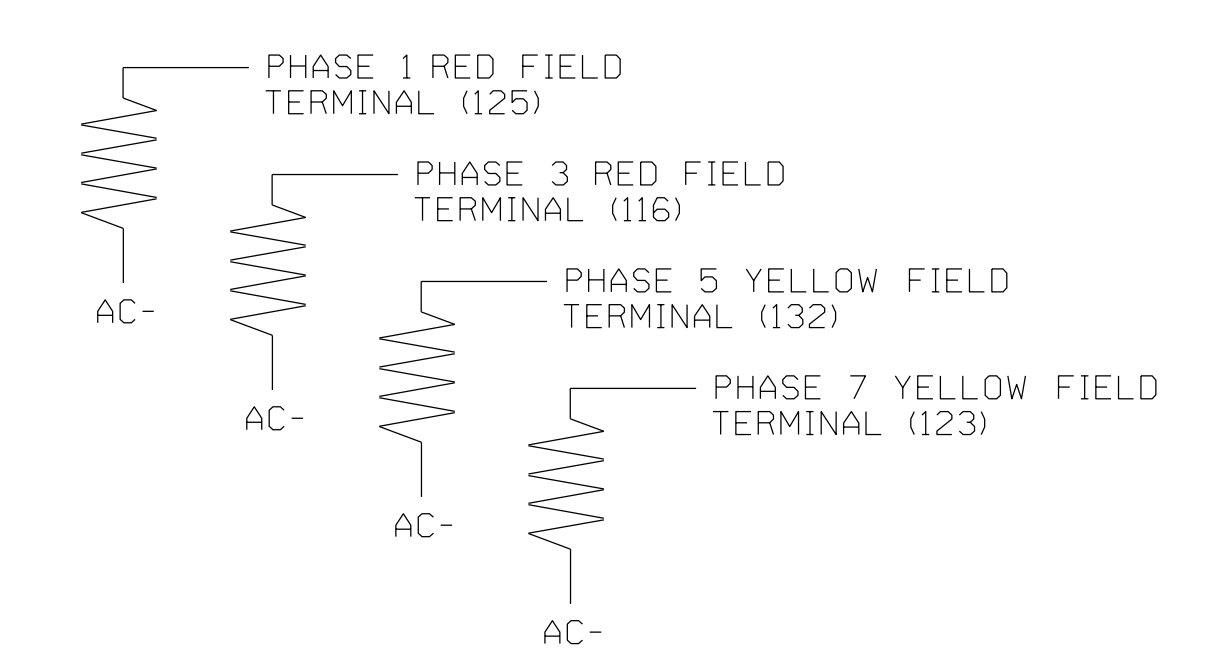 PHASE 1 RED FIELD
TERMINAL (125)
AC-
PHASE 3 RED FIELD
TERMINAL (116)
AC-
PHASE 5 YELLOW FIELD
TERMINAL (132)
AC-
PHASE 7 YELLOW FIELD
TERMINAL (123)
AC-